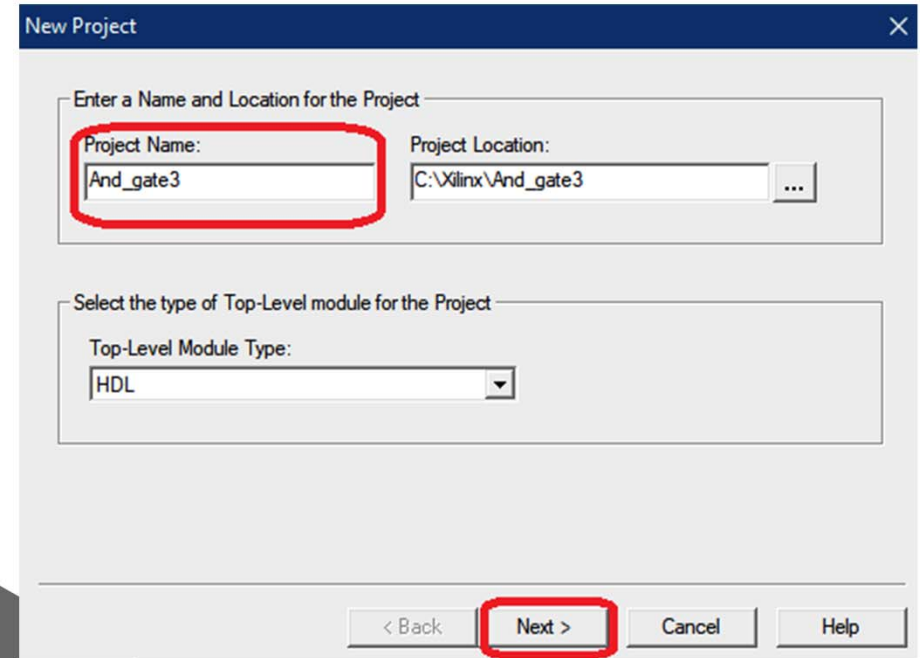 New Project
Enter a Name and Location for the Project
Project Name: Project Location:
And_gate3 C:\Xilinx\And_gate3 ...
Select the type of Top-Level module for the Project
Top-Level Module Type:
HDL
< Back Next > Cancel Help